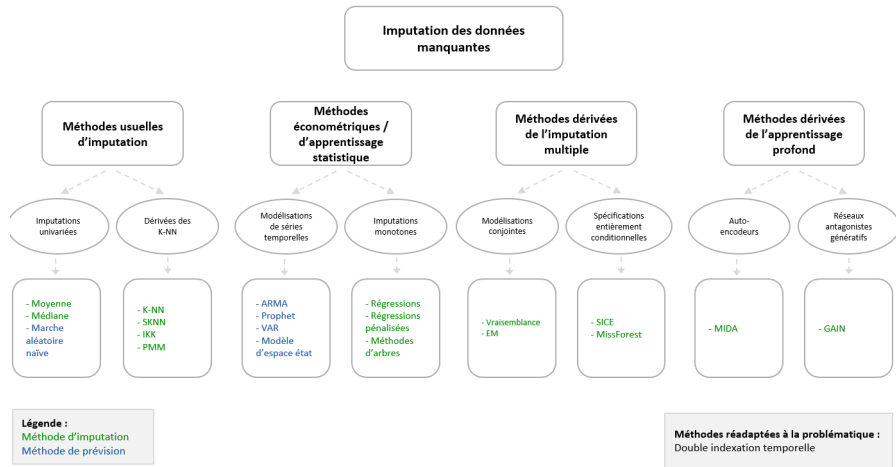 Imputation des données
manquantes
Méthodes usuelles
d'imputation
Méthodes
économétriques /
d'apprentissage
statistique
Méthodes dérivées
de l'imputation
multiple
Méthodes dérivées
de l'apprentissage
profond
Imputations
univariées
Dérivées des
K-NN
Modélisations
de séries
temporelles
Imputations
monotones
Modélisations
conjointes
Spécifications
entièrement
conditionnelles
Auto-
encodeurs
Réseaux
antagonistes
génératifs
- Moyenne
- Médiane
- Marche
aléatoire
naïve
- K-NN
- SKNN
- IKK
- PMM
- ARMA
- Prophet
- VAR
- Modèle
d'espace état
- Régressions
- Régressions
pénalisées
- Méthodes
d'arbres
- Vraisemblance
- EM
- SICE
- MissForest
- MIDA
- GAIN
Légende :
Méthode d'imputation
Méthode de prévision
Méthodes réadaptées à la problématique :
Double indexation temporelle